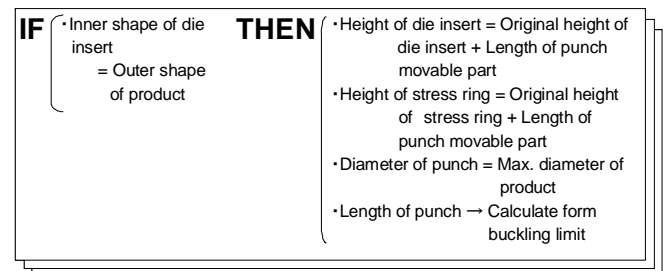 IF
・Inner shape of die
insert
= Outer shape
of product
THEN
・Height of die insert = Original height of
die insert + Length of punch
movable part
・Height of stress ring = Original height
of stress ring + Length of
punch movable part
・Diameter of punch = Max. diameter of
product
・Length of punch → Calculate form
buckling limit